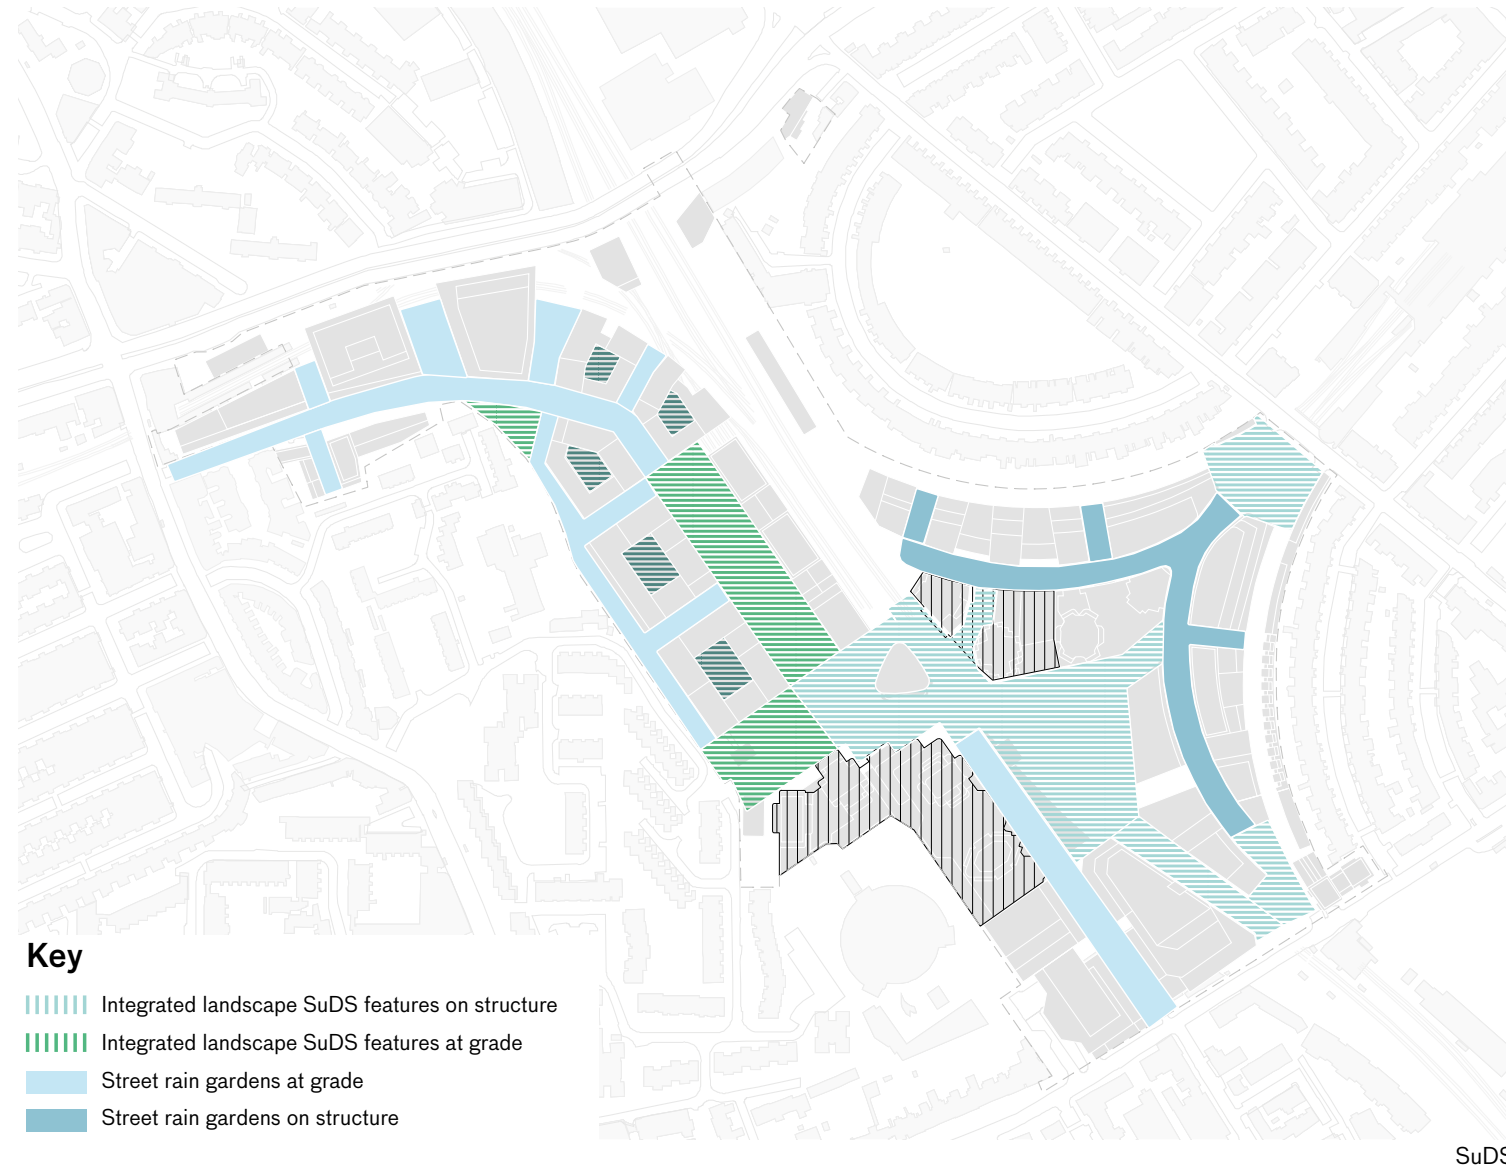 Key
Integrated landscape SuDS features on structure
Integrated landscape SuDS features at grade
Street rain gardens at grade
Street rain gardens on structure
SuDS